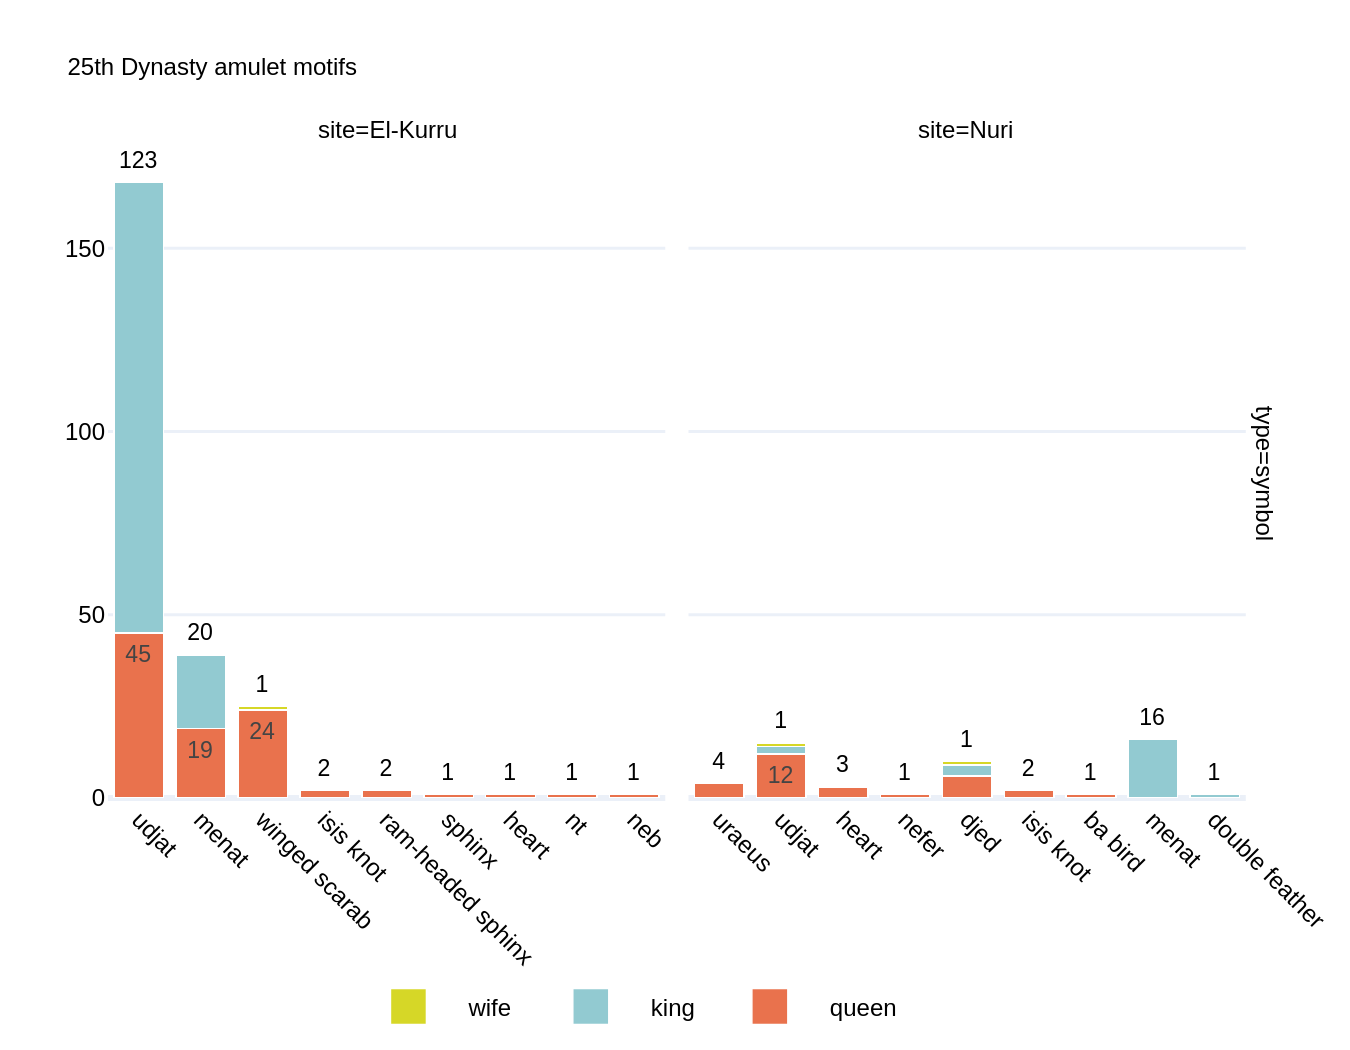 25th Dynasty amulet motifs
site=El-Kurru
site=Nuri
123
150
100
50
0
45
20
19
1
24
2
2
1
1
1
1
4
1
12
3
1
1
2
1
16
1
udjat
menat
winged scarab
isis knot
ram-headed sphinx
sphinx
heart
nt
neb
uraeus
udjat
heart
nefer
djed
isis knot
ba bird
menat
double feather
type=symbol
wife
king
queen